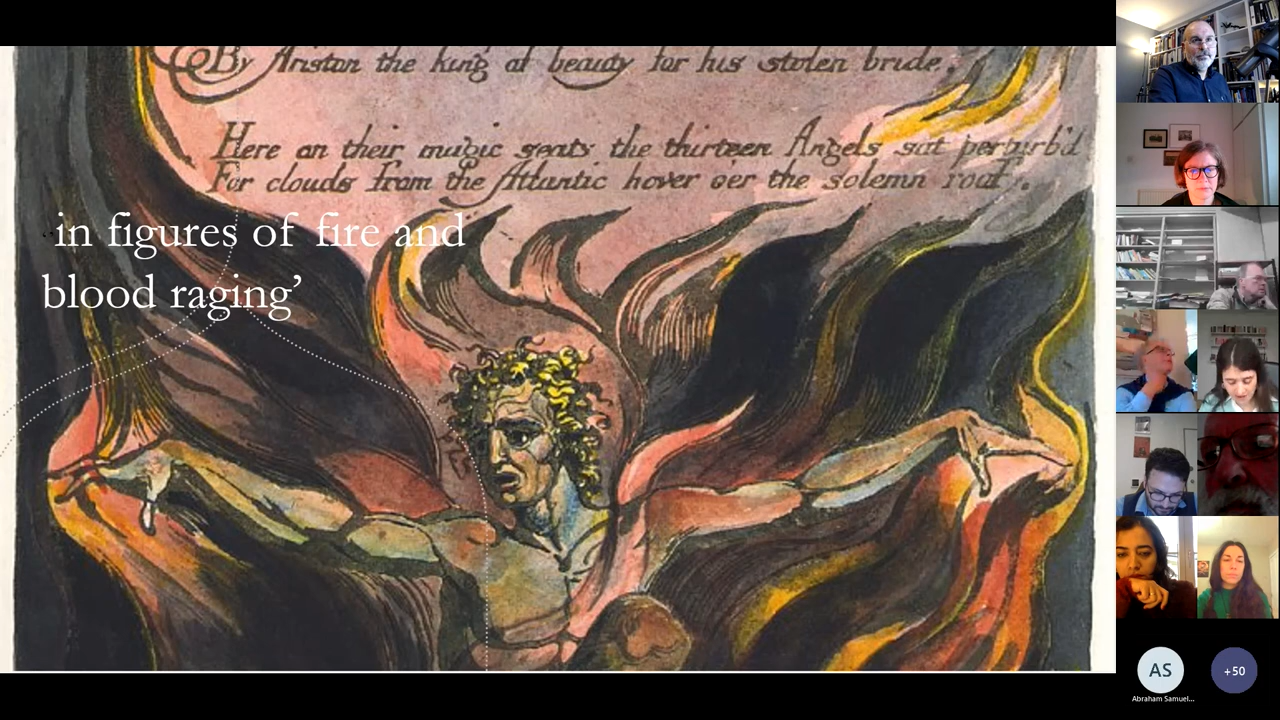 By Ariston the king of beauty for his stolen bride.
Here on their magic seats the thirteen Angels sat perturb'd
For clouds from the Atlantic hover o'er the solemn roof.
in figures of fire and
blood raging’
AS
+50
Abraham Samuel...